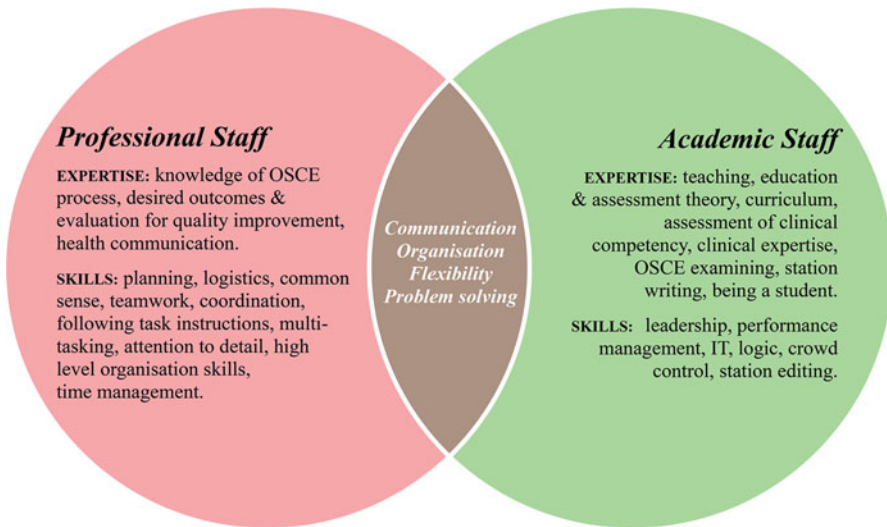 Professional Staff
EXPERTISE: knowledge of OSCE
process, desired outcomes &
evaluation for quality improvement,
health communication.
SKILLS: planning, logistics, common
sense, teamwork, coordination,
following task instructions, multi-
tasking, attention to detail, high
level organisation skills,
time management.
Communication
Organisation
Flexibility
Problem solving
Academic Staff
EXPERTISE: teaching, education
& assessment theory, curriculum,
assessment of clinical
competency, clinical expertise,
OSCE examining, station
writing, being a student.
SKILLS: leadership, performance
management, IT, logic, crowd
control, station editing.